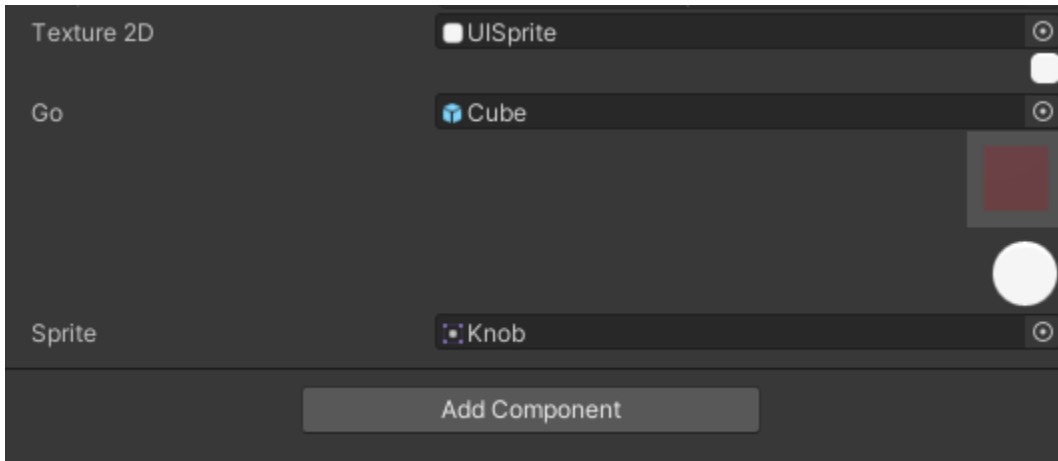 Texture 2D UISprite
Go Cube
Sprite Knob
Add Component